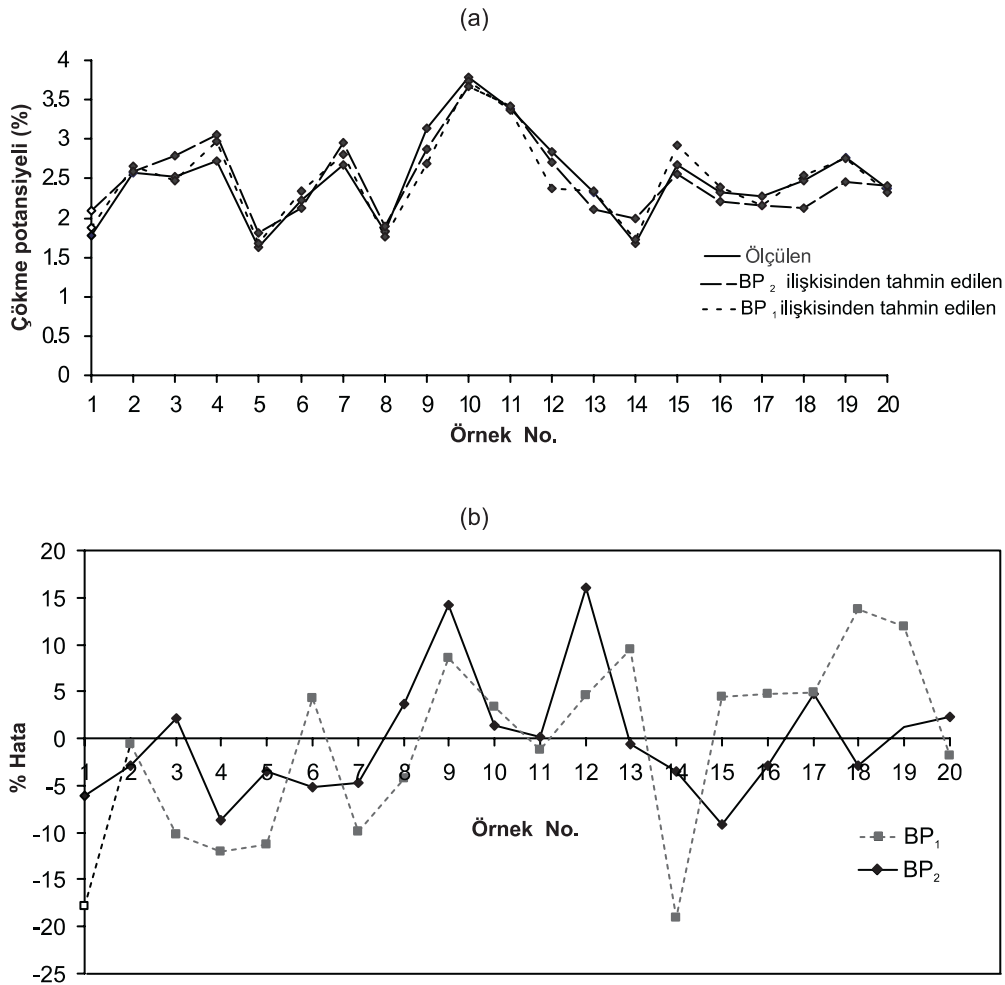 (a)
Çökme potansiyeli (%)
4
3.5
3
2.5
2
1.5
1
0.5
0
1 2 3 4 5 6 7 8 9 10 11 12 13 14 15 16 17 18 19 20
Örnek No.
Ölçülen
BP 2 ilişkisinden tahmin edilen
BP 1 ilişkisinden tahmin edilen
(b)
% Hata
20
15
10
5
0
-5
-10
-15
-20
-25
1 2 3 4 5 6 7 8 9 10 11 12 13 14 15 16 17 18 19 20
Örnek No.
BP1
BP2